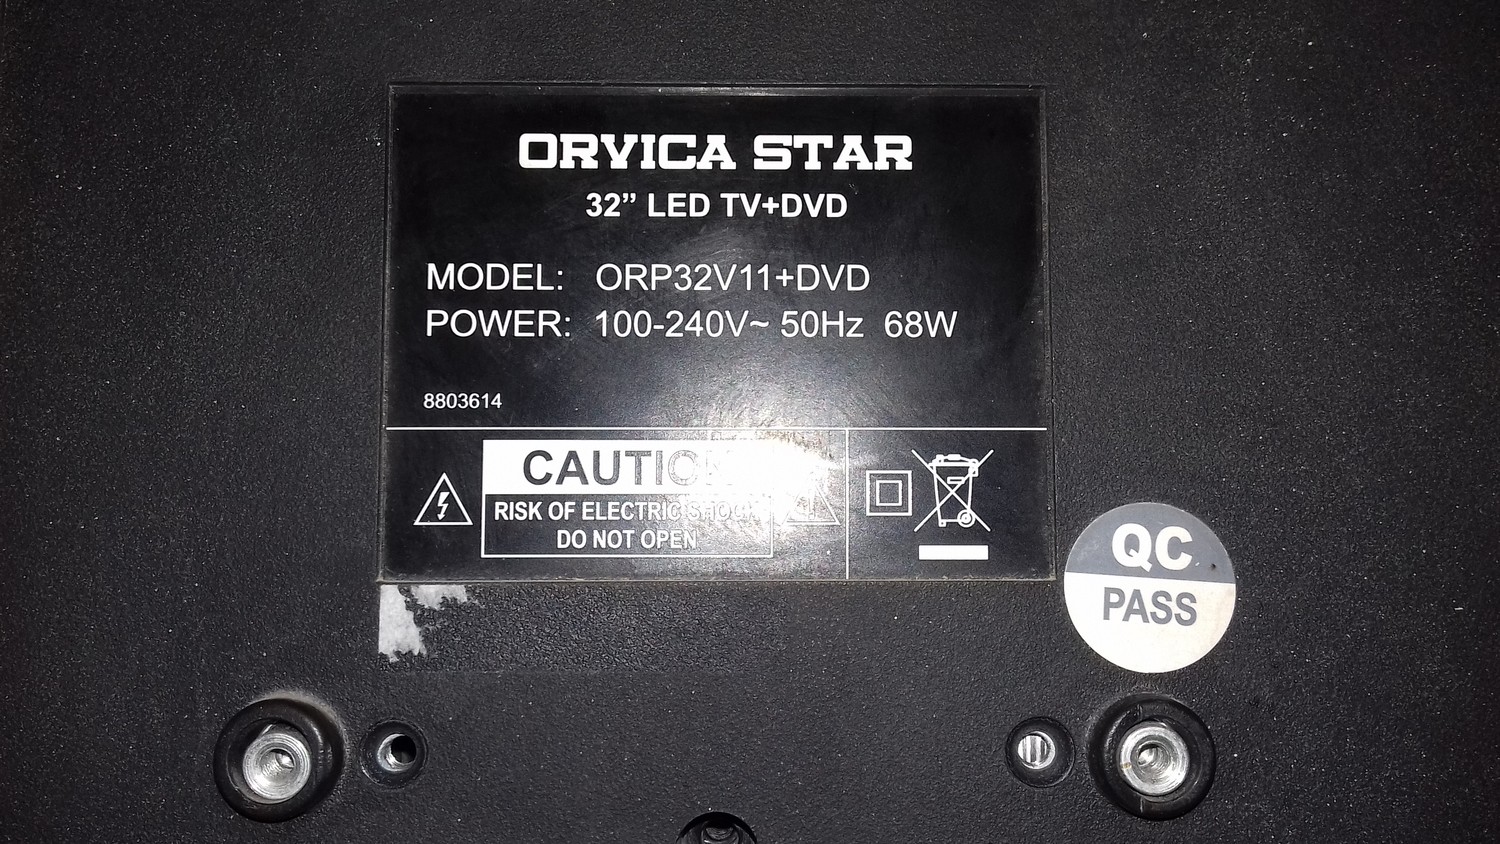 ORVICA STAR
32” LED TV+DVD
MODEL: ORP32V11+DVD
POWER: 100-240V~ 50Hz 68W
8803614
CAUTION
RISK OF ELECTRIC SHOCK
DO NOT OPEN
QC
PASS